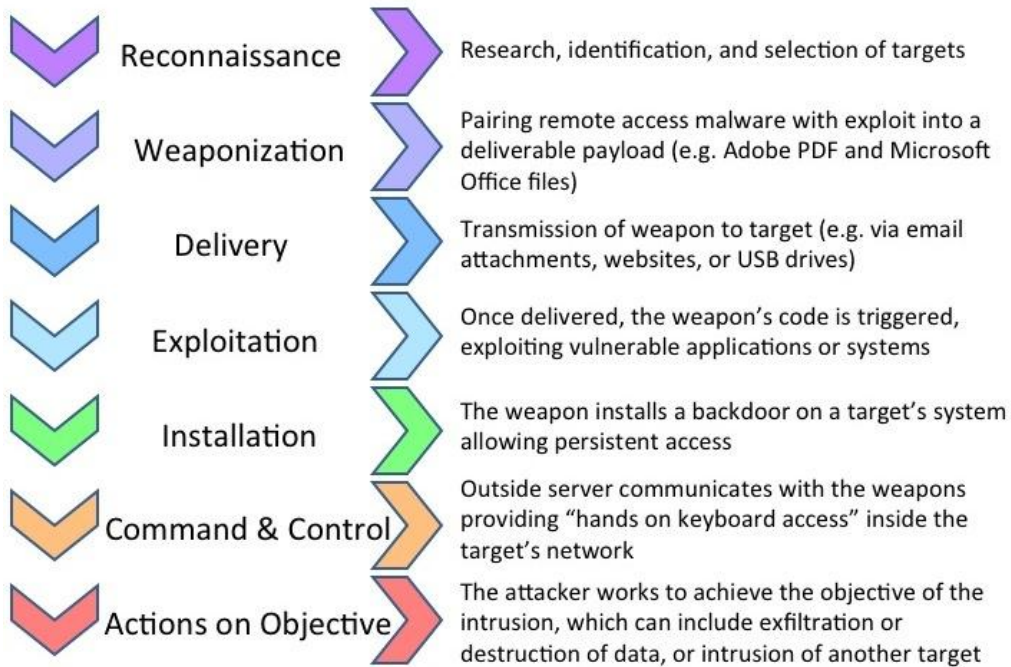 Reconnaissance
Research, identification, and selection of targets
Weaponization
Pairing remote access malware with exploit into a
deliverable payload (e.g. Adobe PDF and Microsoft
Office files)
Delivery
Transmission of weapon to target (e.g. via email
attachments, websites, or USB drives)
Exploitation
Once delivered, the weapon's code is triggered,
exploiting vulnerable applications or systems
Installation
The weapon installs a backdoor on a target's system
allowing persistent access
Command & Control
Outside server communicates with the weapons
providing “hands on keyboard access” inside the
target's network
Actions on Objective
The attacker works to achieve the objective of the
intrusion, which can include exfiltration or
destruction of data, or intrusion of another target